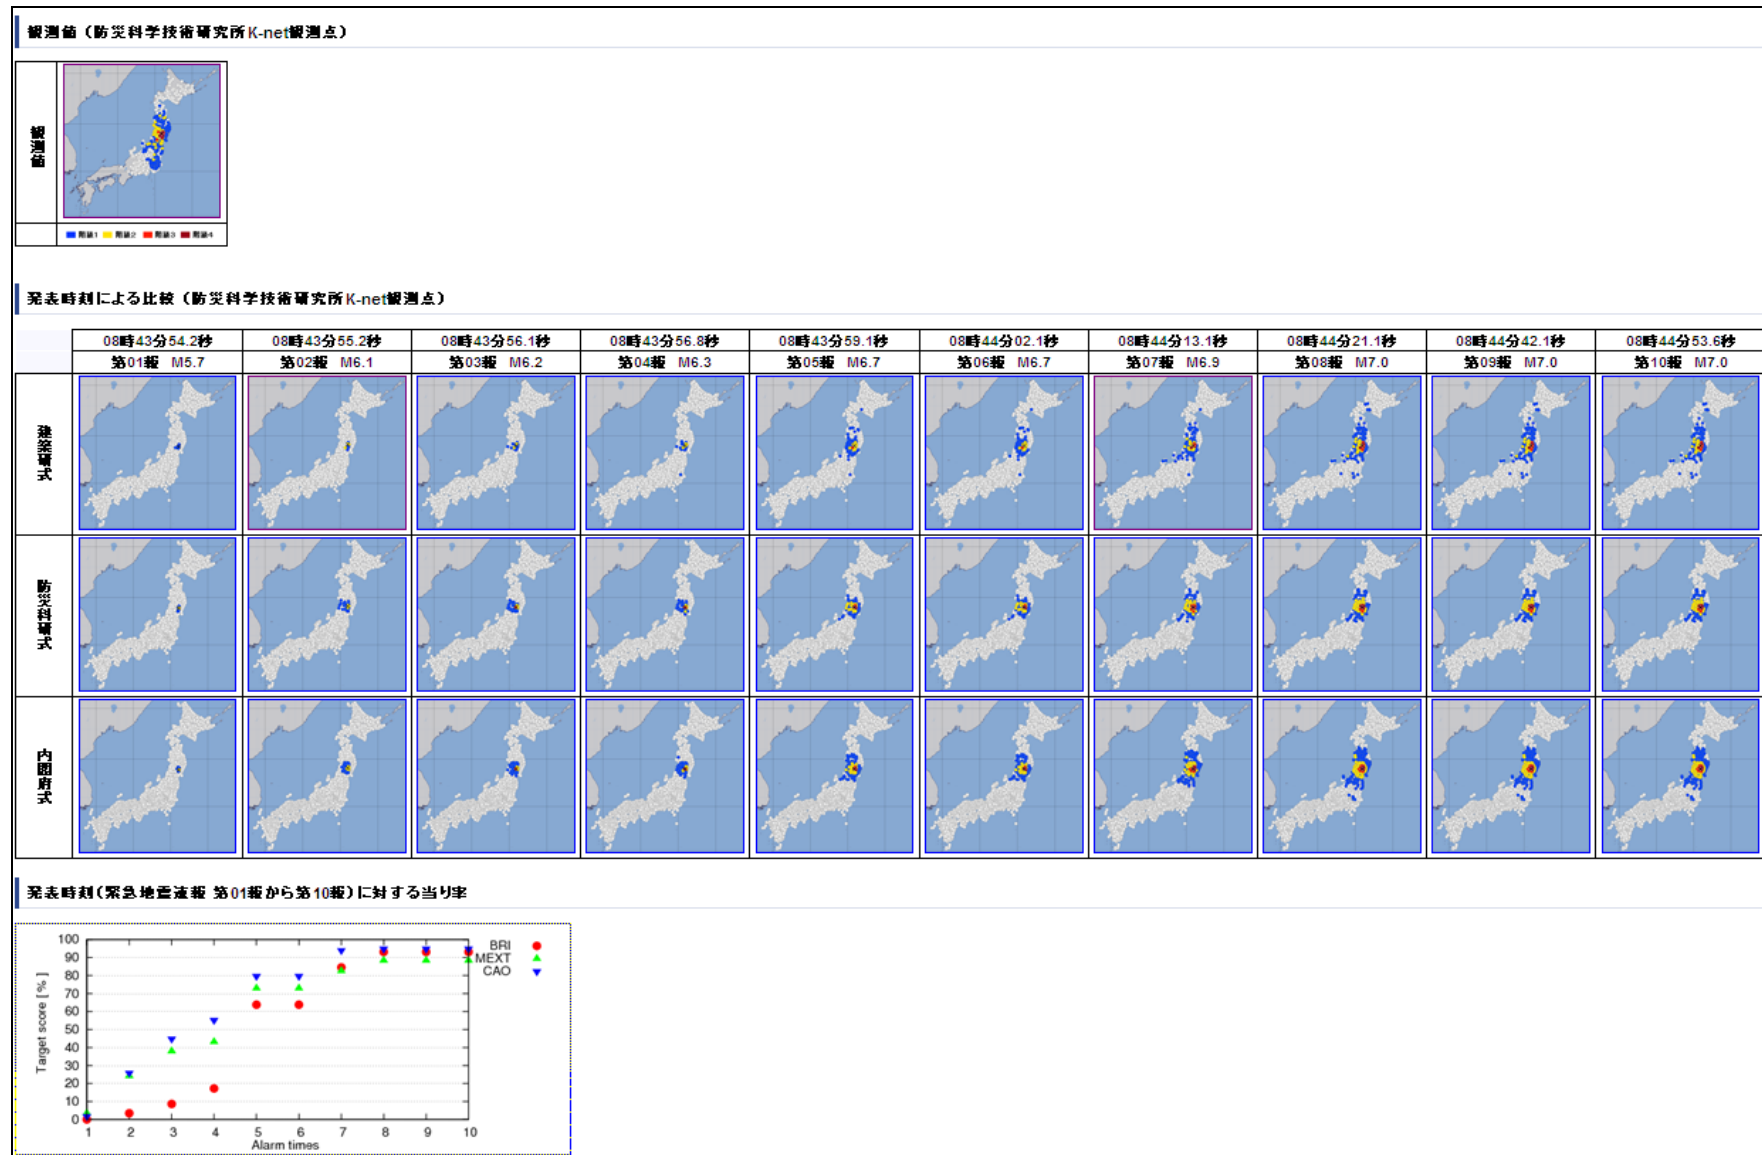 観測値（防災科学技術研究所K-net観測点）
観測値
階級1 階級2 階級3 階級4
発表時刻による比較（防災科学技術研究所K-net観測点）
08時43分54.2秒 08時43分55.2秒 08時43分56.1秒 08時43分56.8秒 08時43分59.1秒 08時44分02.1秒 08時44分13.1秒 08時44分21.1秒 08時44分42.1秒 08時44分53.6秒
第01報 M5.7 第02報 M6.1 第03報 M6.2 第04報 M6.3 第05報 M6.7 第06報 M6.7 第07報 M6.9 第08報 M7.0 第09報 M7.0 第10報 M7.0
建築研式
防災科研式
内閣府式
発表時刻(緊急地震速報 第01報から第10報)に対する当り率
100
90
80
70
60
50
40
30
20
10
0
Target score [ % ]
BRI
MEXT
CAO
1 2 3 4 5 6 7 8 9 10
Alarm times